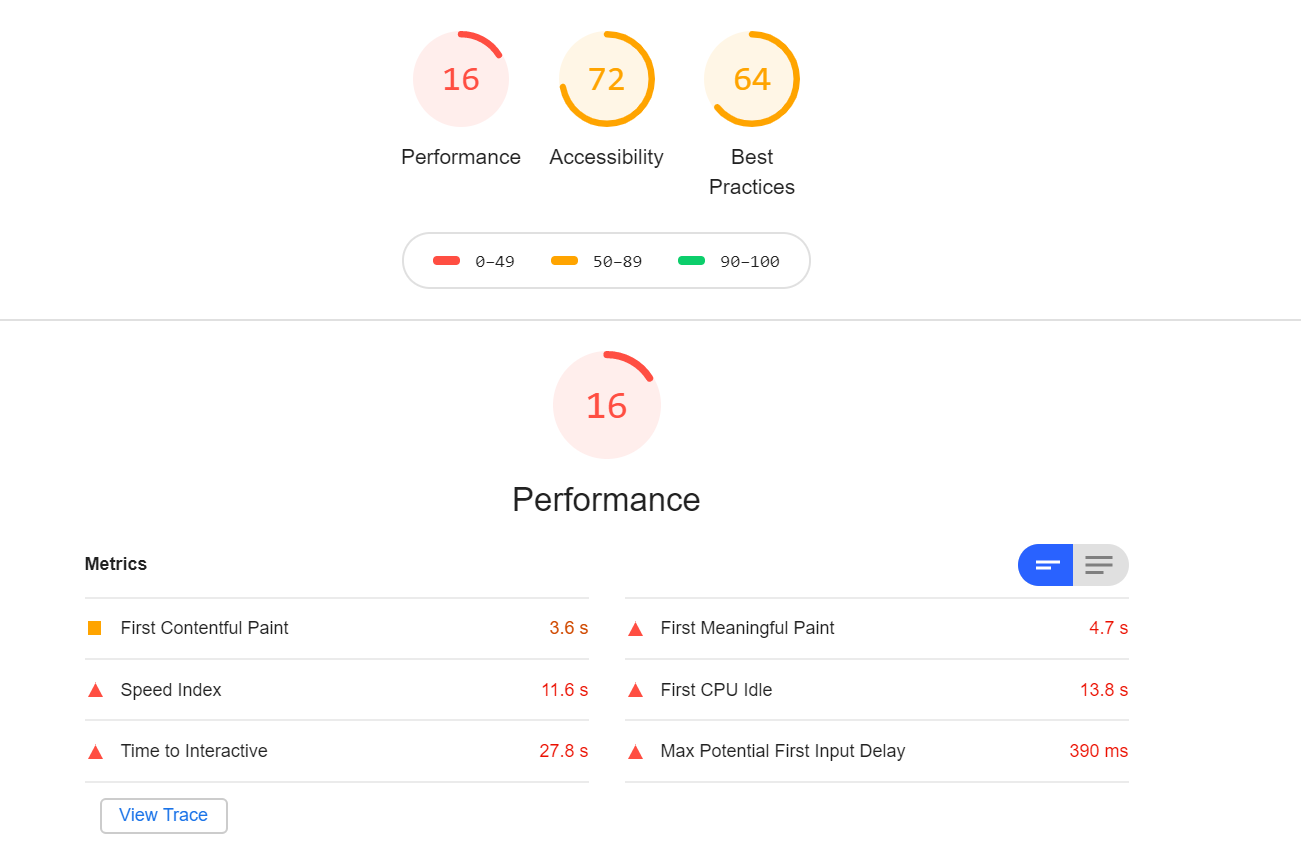 16 72 64
Performance Accessibility Best Practices
0–49 50–89 90–100
16
Performance
Metrics
First Contentful Paint 3.6 s
First Meaningful Paint 4.7 s
Speed Index 11.6 s
First CPU Idle 13.8 s
Time to Interactive 27.8 s
Max Potential First Input Delay 390 ms
View Trace